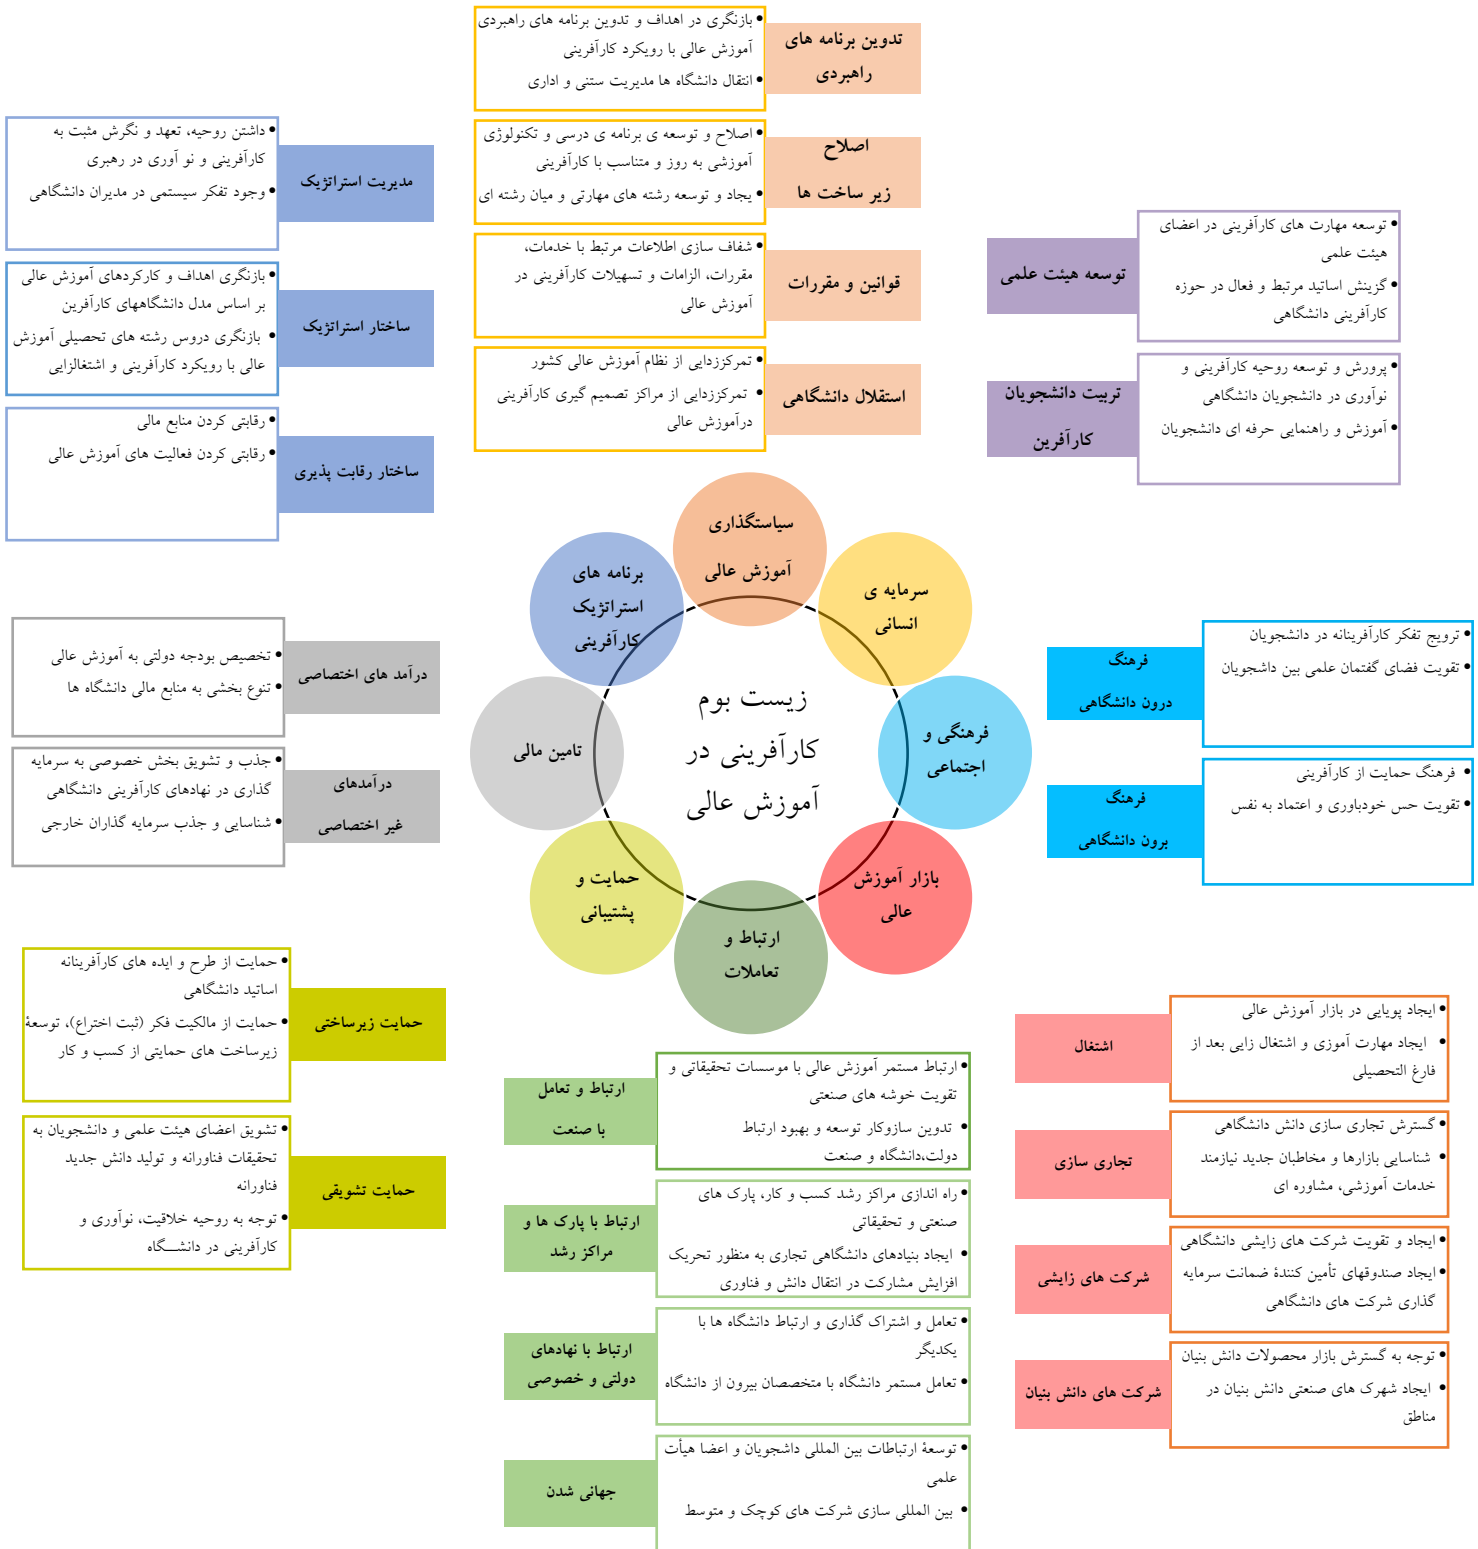 تدوین برنامه های
راهبردی
بازنگری در اهداف و تدوین برنامه های راهبردی
آموزش عالی با رویکرد کارآفرینی
انتقال دانشگاه ها مدیریت ستنی و اداری
اصلاح
زیر ساخت ها
اصلاح و توسعه ی برنامه ی درسی و تکنولوژی
آموزشی به روز و متناسب با کارآفرینی
یجاد و توسعه رشته های مهارتی و میان رشته ای
قوانین و مقررات
شفاف سازی اطلاعات مرتبط با خدمات،
مقررات، الزامات و تسهیلات کارآفرینی در
آموزش عالی
استقلال دانشگاهی
تمرکززدایی از نظام آموزش عالی کشور
تمرکززدایی از مراکز تصمیم گیری کارآفرینی
درآموزش عالی
مدیریت استراتژیک
داشتن روحیه، تعهد و نگرش مثبت به
کارآفرینی و نو آوری در رهبری
وجود تفکر سیستمی در مدیران دانشگاهی
ساختار استراتژیک
بازنگری اهداف و کارکردهای آموزش عالی
بر اساس مدل دانشگاههای کارآفرین
بازنگری دروس رشته های تحصیلی آموزش
عالی با رویکرد کارآفرینی و اشتغالزایی
ساختار رقابت پذیری
رقابتی کردن منابع مالی
رقابتی کردن فعالیت های آموزش عالی
توسعه هیئت علمی
توسعه مهارت های کارآفرینی در اعضای
هیئت علمی
گزینش اساتید مرتبط و فعال در حوزه
کارآفرینی دانشگاهی
تربیت دانشجویان
کارآفرین
پرورش و توسعه روحیه کارآفرینی و
نوآوری در دانشجویان دانشگاهی
آموزش و راهنمایی حرفه ای دانشجویان
سیاستگذاری
آموزش عالی
سرمایه ی
انسانی
فرهنگی و
اجتماعی
بازار آموزش
عالی
ارتباط و
تعاملات
حمایت و
پشتیبانی
تامین مالی
برنامه های
استراتژیک
کارآفرینی
زیست بوم
کارآفرینی در
آموزش عالی
فرهنگ
درون دانشگاهی
ترویج تفکر کارآفرینانه در دانشجویان
تقویت فضای گفتمان علمی بین داشجویان
فرهنگ
برون دانشگاهی
فرهنگ حمایت از کارآفرینی
تقویت حس خودباوری و اعتماد به نفس
درآمد های اختصاصی
تخصیص بودجه دولتی به آموزش عالی
تنوع بخشی به منابع مالی دانشگاه ها
درآمدهای
غیر اختصاصی
جذب و تشویق بخش خصوصی به سرمایه
گذاری در نهادهای کارآفرینی دانشگاهی
شناسایی و جذب سرمایه گذاران خارجی
حمایت زیرساختی
حمایت از طرح و ایده های کارآفرینانه
اساتید دانشگاهی
حمایت از مالکیت فکر (ثبت اختراع)، توسعۀ
زیرساخت های حمایتی از کسب و کار
حمایت تشویقی
تشویق اعضای هیئت علمی و دانشجویان به
تحقیقات فناورانه و تولید دانش جدید
فناورانه
توجه به روحیه خلاقیت، نوآوری و
کارآفرینی در دانشـــگاه
اشتغال
ایجاد پویایی در بازار آموزش عالی
ایجاد مهارت آموزی و اشتغال زایی بعد از
فارغ التحصیلی
تجاری سازی
گسترش تجاری سازی دانش دانشگاهی
شناسایی بازارها و مخاطبان جدید نیازمند
خدمات آموزشی، مشاوره ای
شرکت های زایشی
ایجاد و تقویت شرکت های زایشی دانشگاهی
ایجاد صندوقهای تأمین کنندۀ ضمانت سرمایه
گذاری شرکت های دانشگاهی
شرکت های دانش بنیان
توجه به گسترش بازار محصولات دانش بنیان
ایجاد شهرک های صنعتی دانش بنیان در
مناطق
ارتباط و تعامل
با صنعت
ارتباط مستمر آموزش عالی با موسسات تحقیقاتی و
تقویت خوشه های صنعتی
تدوین سازوکار توسعه و بهبود ارتباط
دولت،دانشگاه و صنعت
ارتباط با پارک ها و
مراکز رشد
راه اندازی مراکز رشد کسب و کار، پارک های
صنعتی و تحقیقاتی
ایجاد بنیادهای دانشگاهی تجاری به منظور تحریک
افزایش مشارکت در انتقال دانش و فناوری
ارتباط با نهادهای
دولتی و خصوصی
تعامل و اشتراک گذاری و ارتباط دانشگاه ها با
یکدیگر
تعامل مستمر دانشگاه با متخصصان بیرون از دانشگاه
جهانی شدن
توسعۀ ارتباطات بین المللی داشجویان و اعضا هیأت
علمی
بین المللی سازی شرکت های کوچک و متوسط